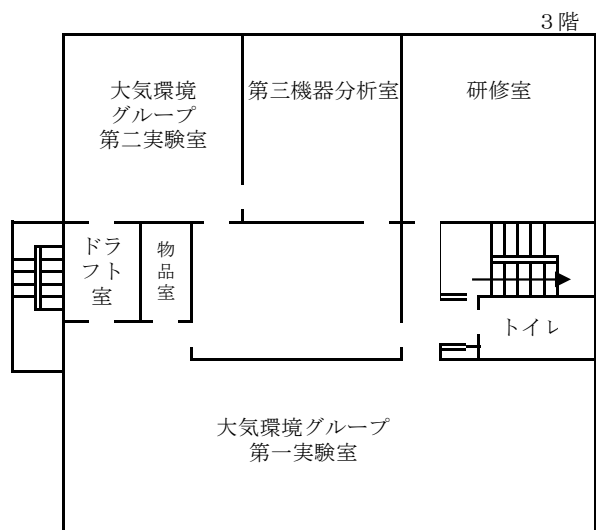 ３階
大気環境
グループ
第二実験室
第三機器分析室
研修室
ドラ
フト
室
物
品
室
トイレ
大気環境グループ
第一実験室